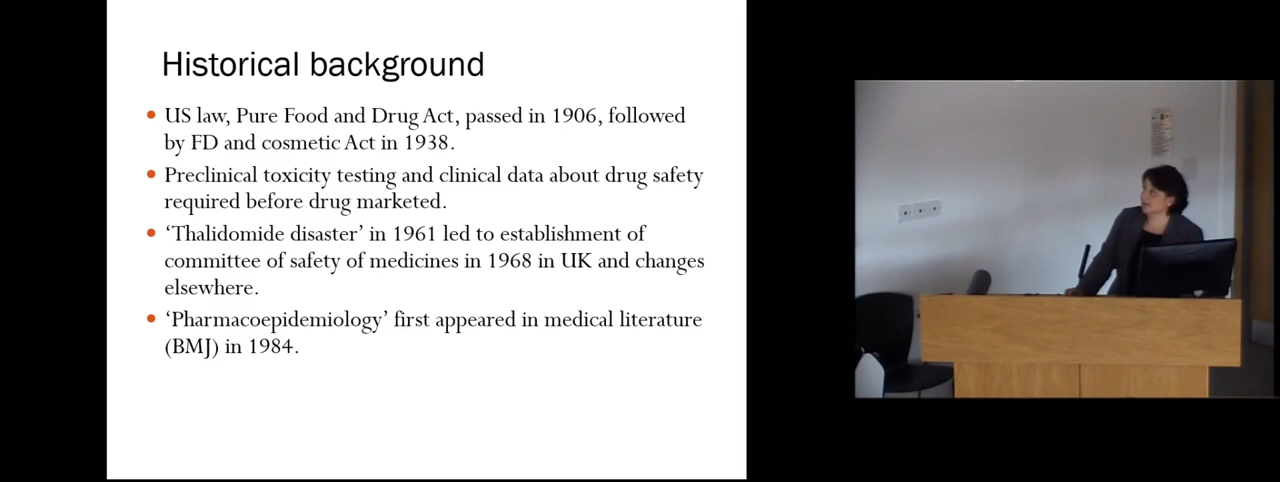 Historical background
• US law, Pure Food and Drug Act, passed in 1906, followed
by FD and cosmetic Act in 1938.
• Preclinical toxicity testing and clinical data about drug safety
required before drug marketed.
• ‘Thalidomide disaster’ in 1961 led to establishment of
committee of safety of medicines in 1968 in UK and changes
elsewhere.
• ‘Pharmacoepidemiology’ first appeared in medical literature
(BMJ) in 1984.